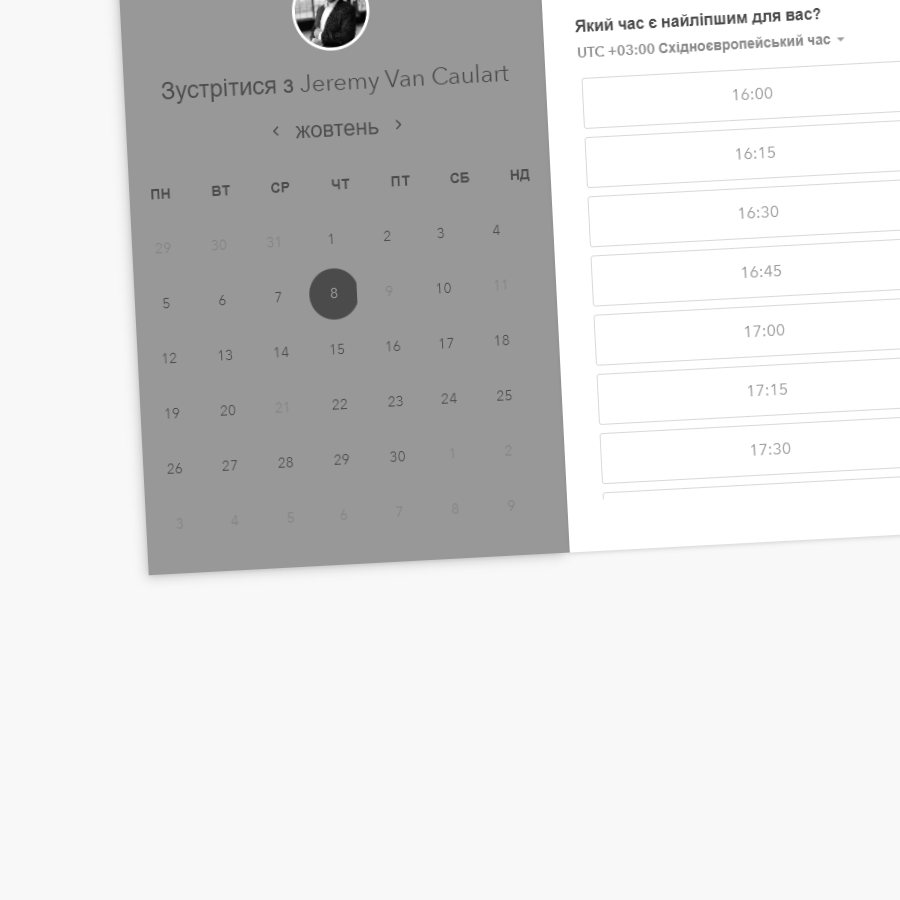 Зустрітися з Jeremy Van Caulart
‹ жовтень ›
ПН ВТ СР ЧТ ПТ СБ НД
29 30 31 1 2 3 4
5 6 7 8 9 10 11
12 13 14 15 16 17 18
19 20 21 22 23 24 25
26 27 28 29 30 1 2
3 4 5 6 7 8 9
Який час є найліпшим для вас?
UTC +03:00 Східноєвропейський час
16:00
16:15
16:30
16:45
17:00
17:15
17:30